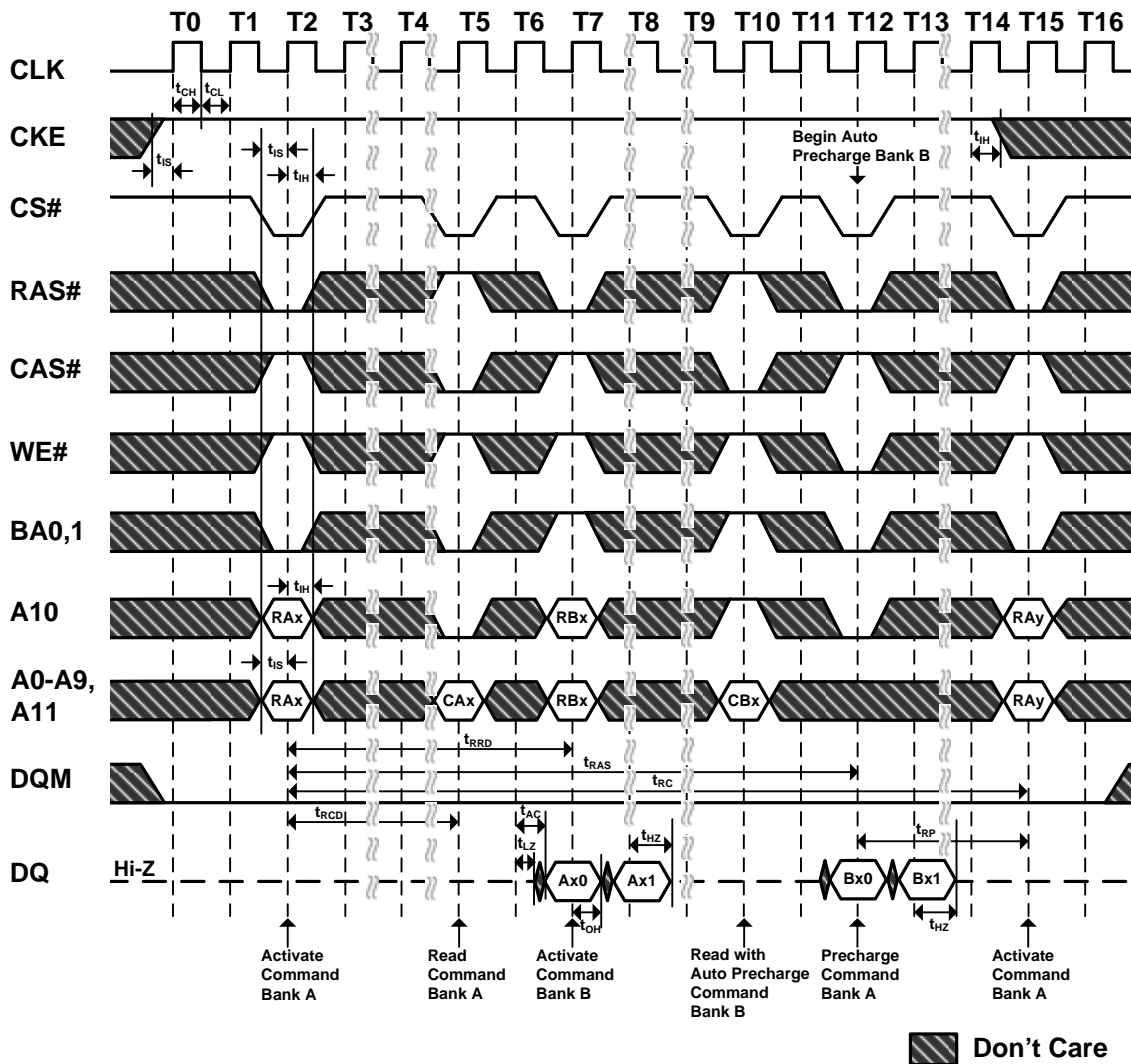 T0 T1 T2 T3 T4 T5 T6 T7 T8 T9 T10 T11 T12 T13 T14 T15 T16
CLK
tCH tCL
CKE
tIS
tIS
tIH
Begin Auto
Precharge Bank B
tIH
CS#
RAS#
CAS#
WE#
BA0,1
tIH
A10
RAx RBx RAy
tIS
A0-A9,
A11
RAx CAx RBx CBx RAy
tRRD
tRAS
DQM
tRC
tRCD
tAC
tLZ
tHZ
tRP
DQ
Hi-Z
Ax0 Ax1 Bx0 Bx1
tOH
tHZ
Activate
Command
Bank A
Read
Command
Bank A
Activate
Command
Bank B
Read with
Auto Precharge
Command
Bank B
Precharge
Command
Bank A
Activate
Command
Bank A
Don't Care